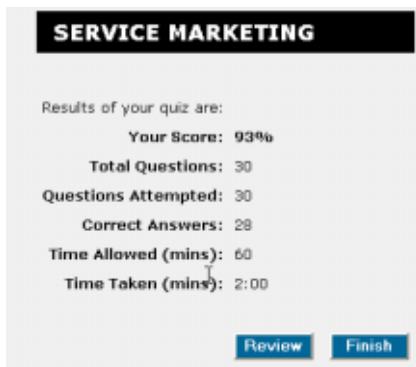 SERVICE MARKETING
Results of your quiz are:
Your Score: 93%
Total Questions: 30
Questions Attempted: 30
Correct Answers: 28
Time Allowed (mins): 60
Time Taken (mins): 2:00
Review Finish